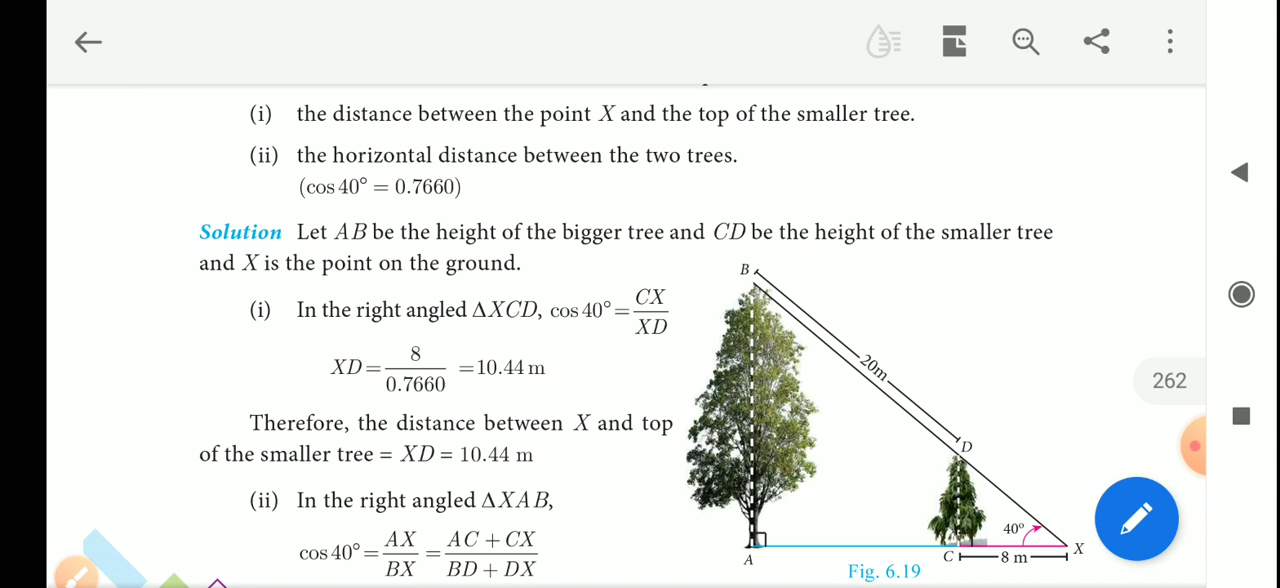 (i) the distance between the point X and the top of the smaller tree.
(ii) the horizontal distance between the two trees.
(cos 40° = 0.7660)
Solution Let AB be the height of the bigger tree and CD be the height of the smaller tree
and X is the point on the ground.
(i) In the right angled ΔXCD, cos 40° = CX/XD
XD = 8/0.7660 = 10.44 m
Therefore, the distance between X and top
of the smaller tree = XD = 10.44 m
(ii) In the right angled ΔXAB,
cos 40° = AX/BX = AC + CX/BD + DX
B
20m
D
40°
A
C
8 m
X
Fig. 6.19
262